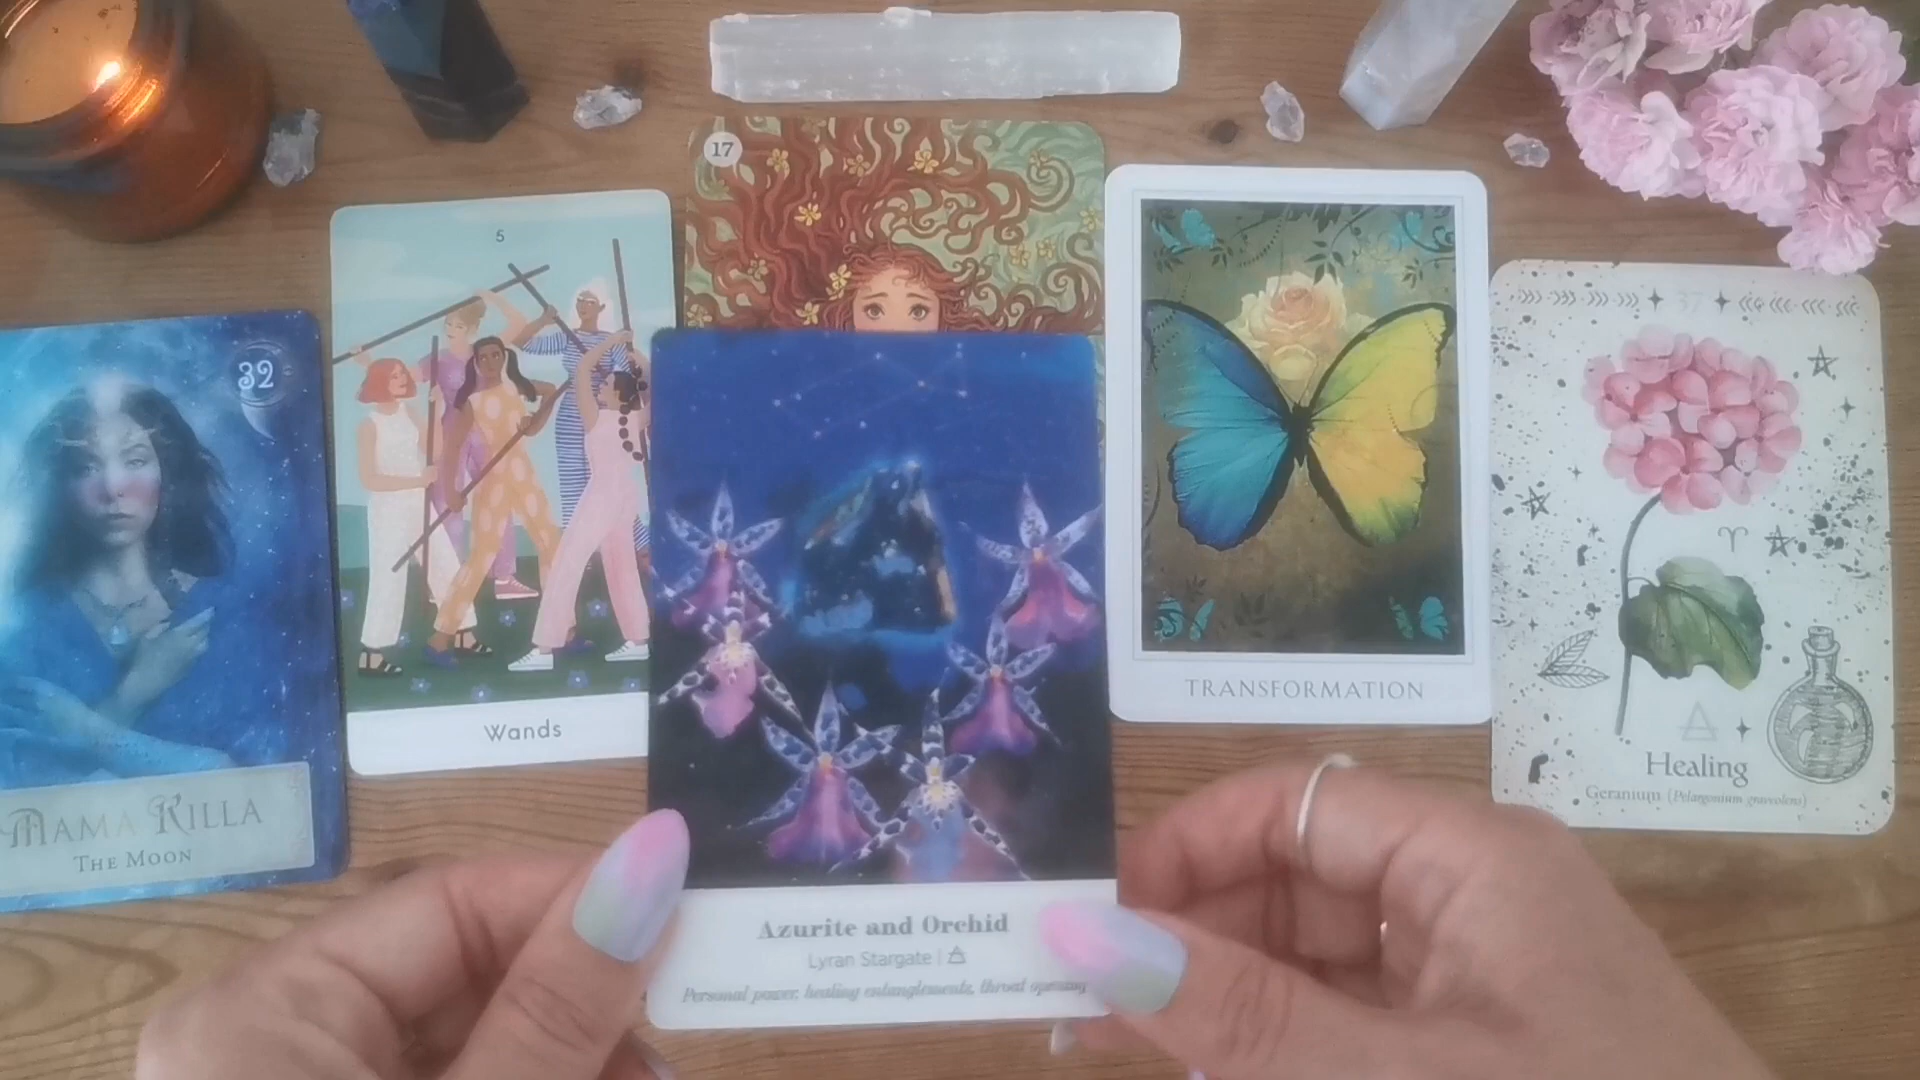 32
MAMA KILLA
THE MOON
5
Wands
17
Azurite and Orchid
Lyran Stargate |
Personal power, healing entanglements, throat opening
TRANSFORMATION
37
Healing
Geranium (Pelargonium graveolens)